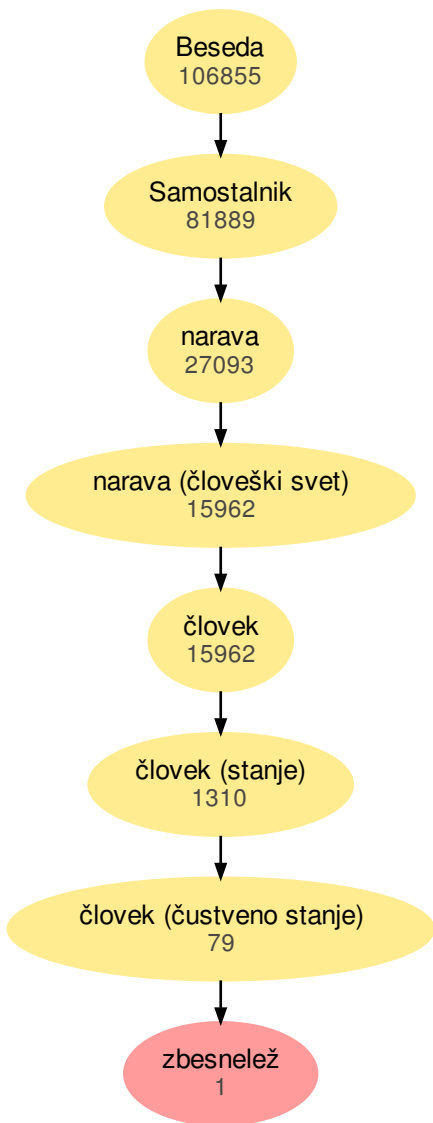 Beseda
106855
Samostalnik
81889
narava
27093
narava (človeški svet)
15962
človek
15962
človek (stanje)
1310
človek (čustveno stanje)
79
zbesnelež
1